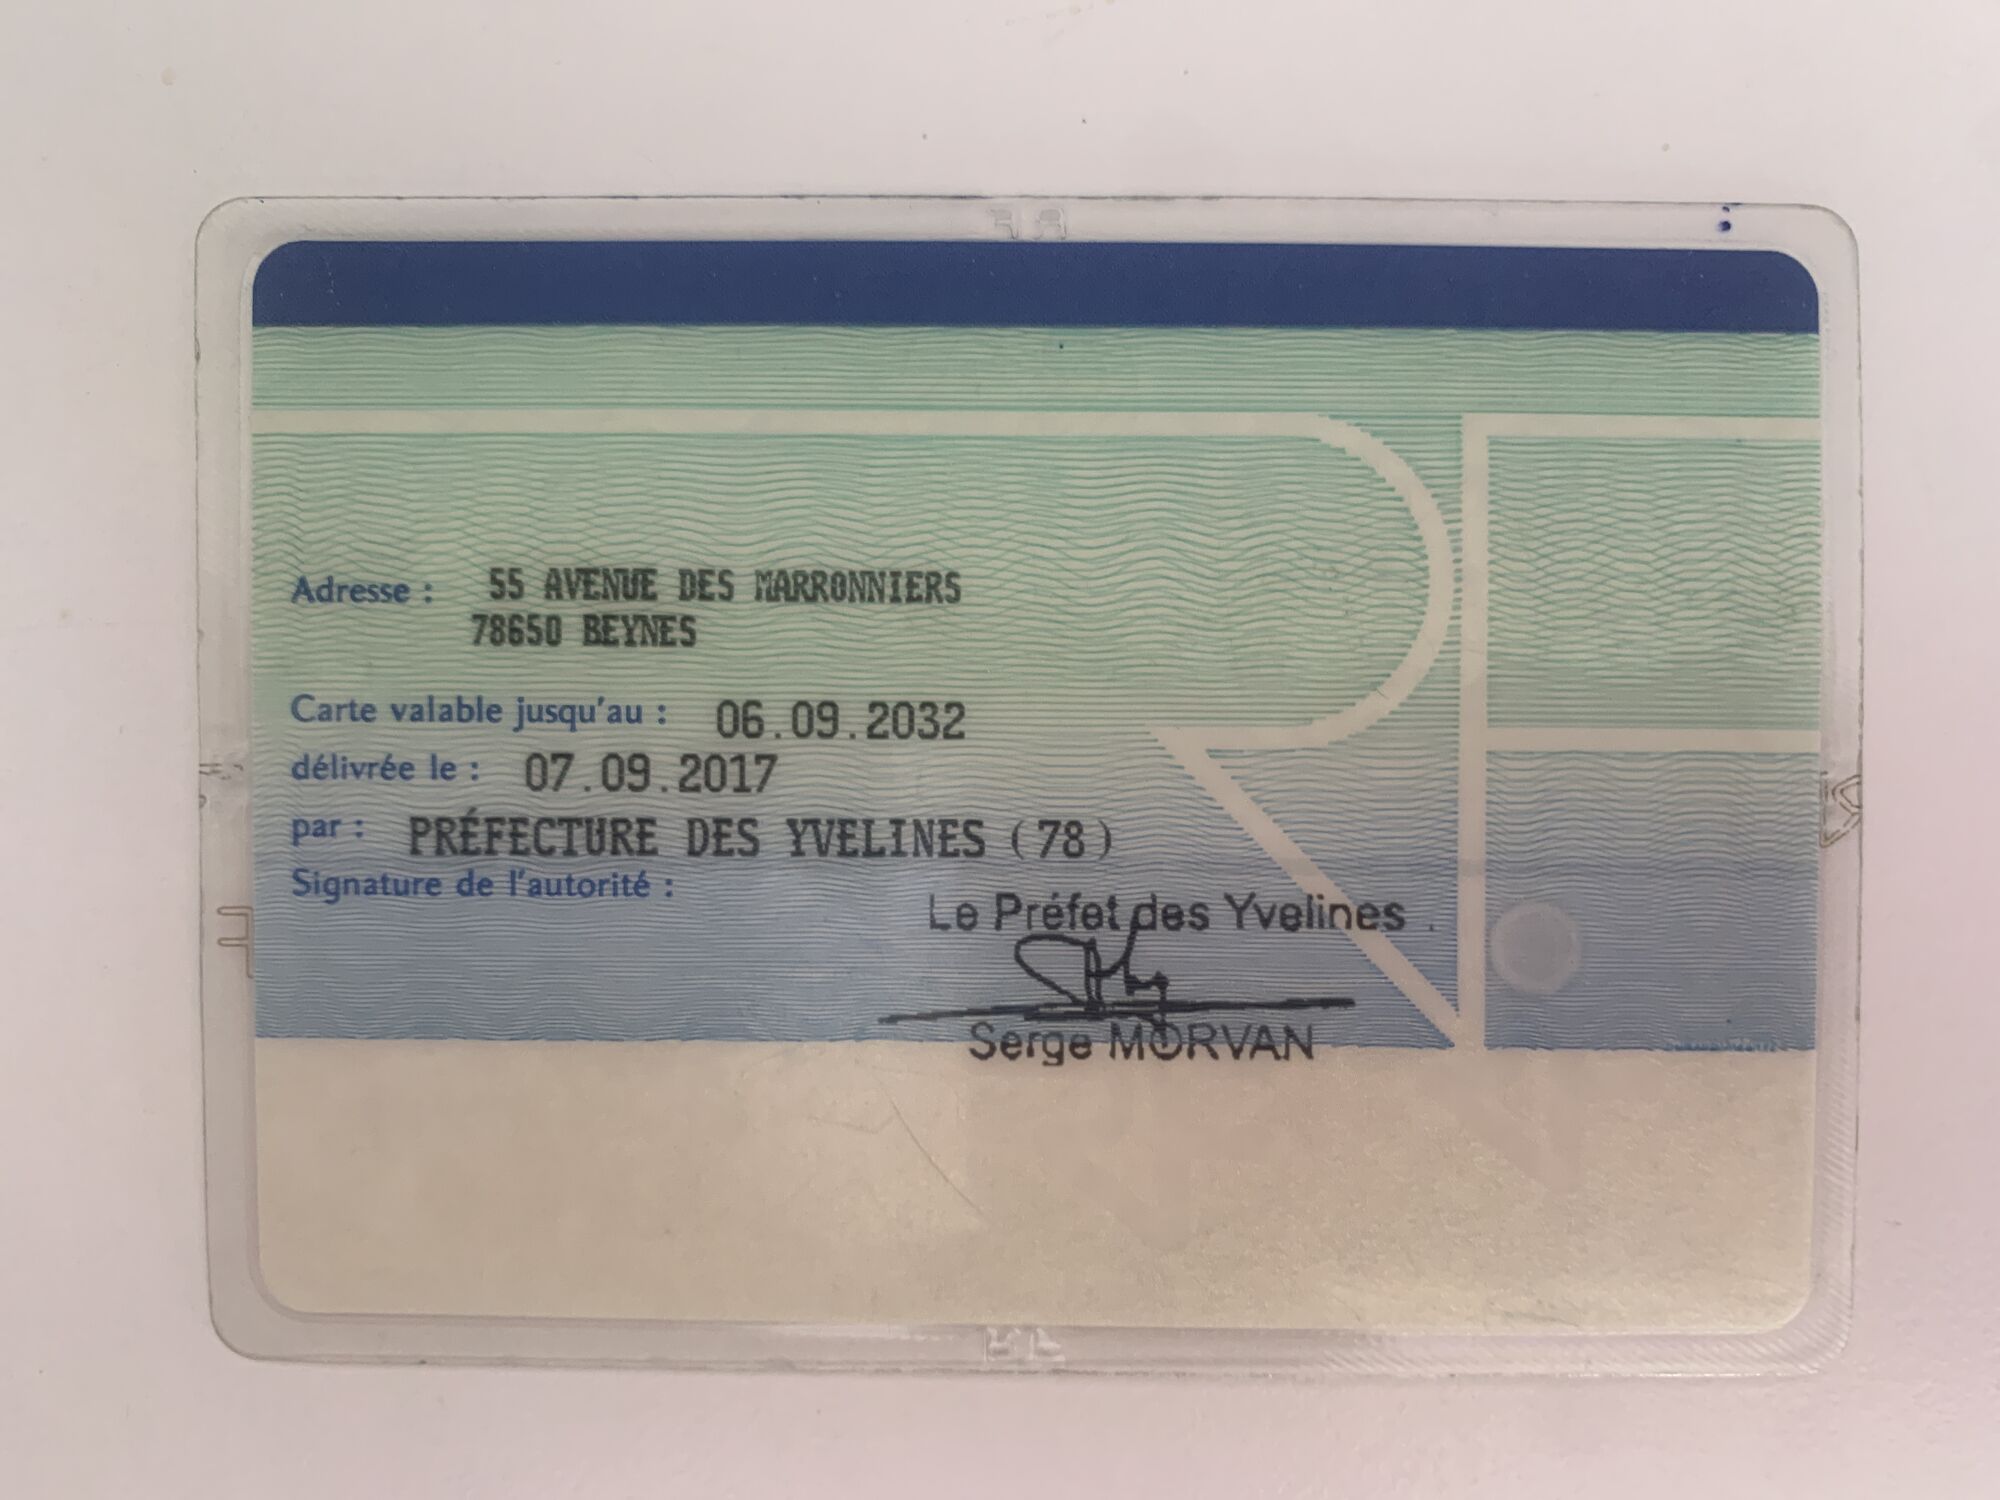 Adresse : 55 AVENUE DES MARRONNIERS
78650 BEYNES
Carte valable jusqu'au : 06.09.2032
délivrée le : 07.09.2017
par : PRÉFECTURE DES YVELINES (78)
Signature de l'autorité :
Le Préfet des Yvelines
Serge MORVAN